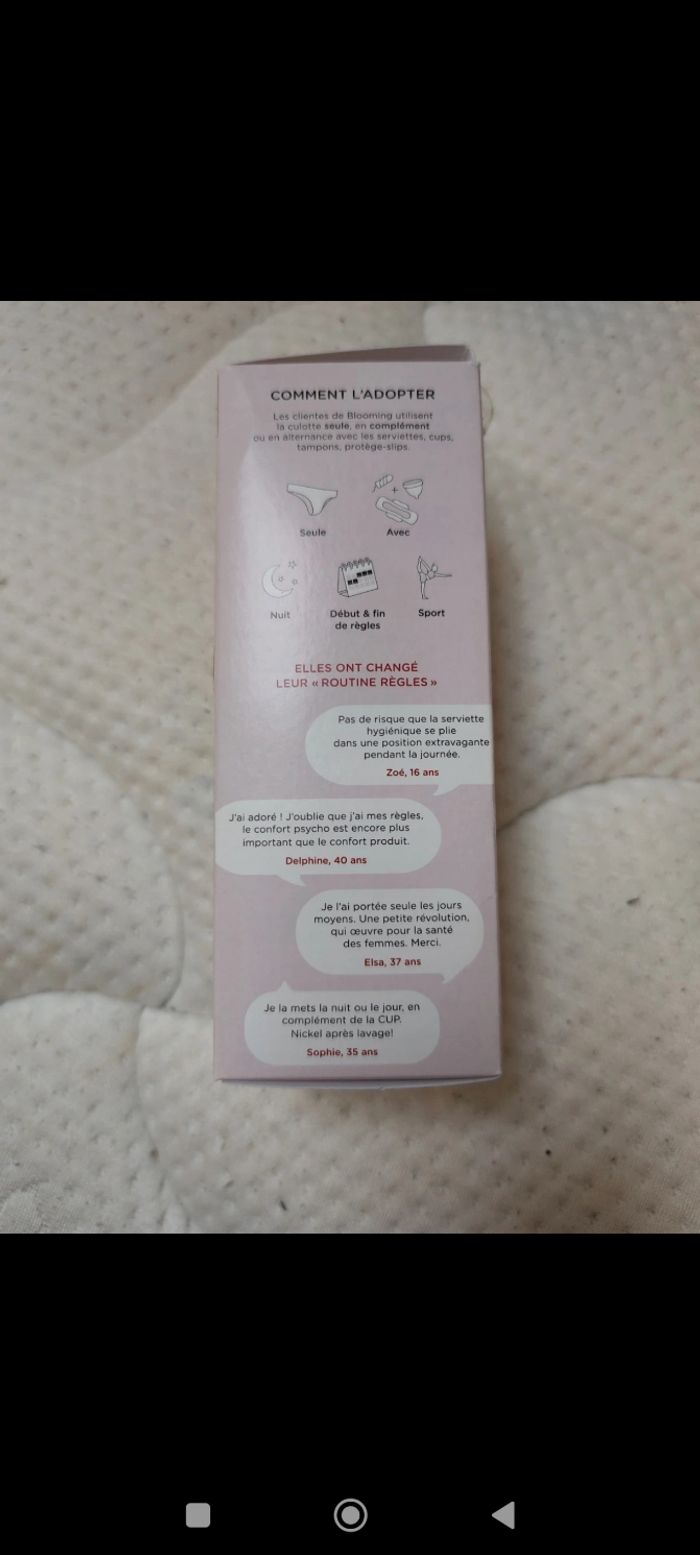 COMMENT L'ADOPTER
Les clientes de Blooming utilisent
la culotte seule, en complément
ou en alternance avec les serviettes, cups,
tampons, protège-slips.
Seule
Avec
Nuit
Début & fin
de règles
Sport
ELLES ONT CHANGÉ
LEUR « ROUTINE RÈGLES »
Pas de risque que la serviette
hygiénique se plie
dans une position extravagante
pendant la journée.
Zoé, 16 ans
J'ai adoré ! J'oublie que j'ai mes règles,
le confort psycho est encore plus
important que le confort produit.
Delphine, 40 ans
Je l'ai portée seule les jours
moyens. Une petite révolution,
qui œuvre pour la santé
des femmes. Merci.
Elsa, 37 ans
Je la mets la nuit ou le jour, en
complément de la CUP.
Nickel après lavage!
Sophie, 35 ans